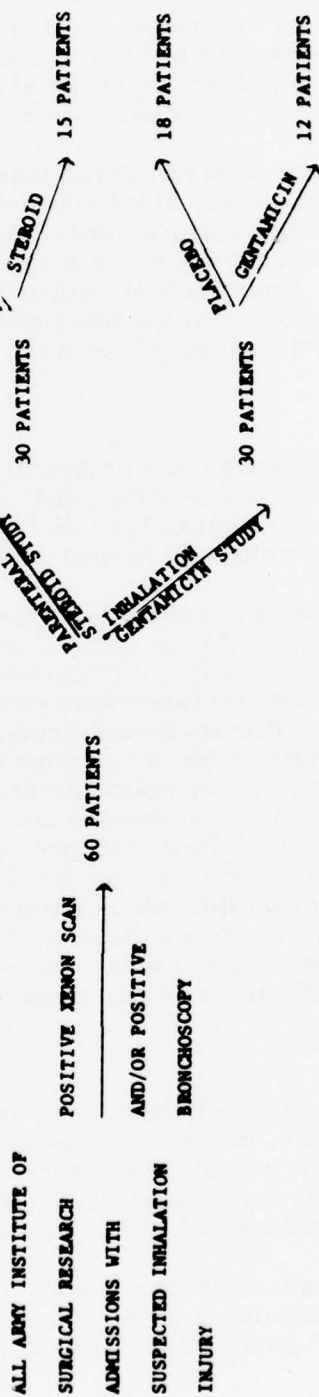 ALL ARMY INSTITUTE OF
SURGICAL RESEARCH
ADMISSIONS WITH
SUSPECTED INHALATION
INJURY
POSITIVE XENON SCAN
AND/OR POSITIVE
BRONCHOSCOPY
60 PATIENTS
PARENTERAL
STEROID STUDY
30 PATIENTS
STEROID
15 PATIENTS
INHALATION
GENTAMICIN STUDY
30 PATIENTS
PLACEBO
18 PATIENTS
GENTAMICIN
12 PATIENTS